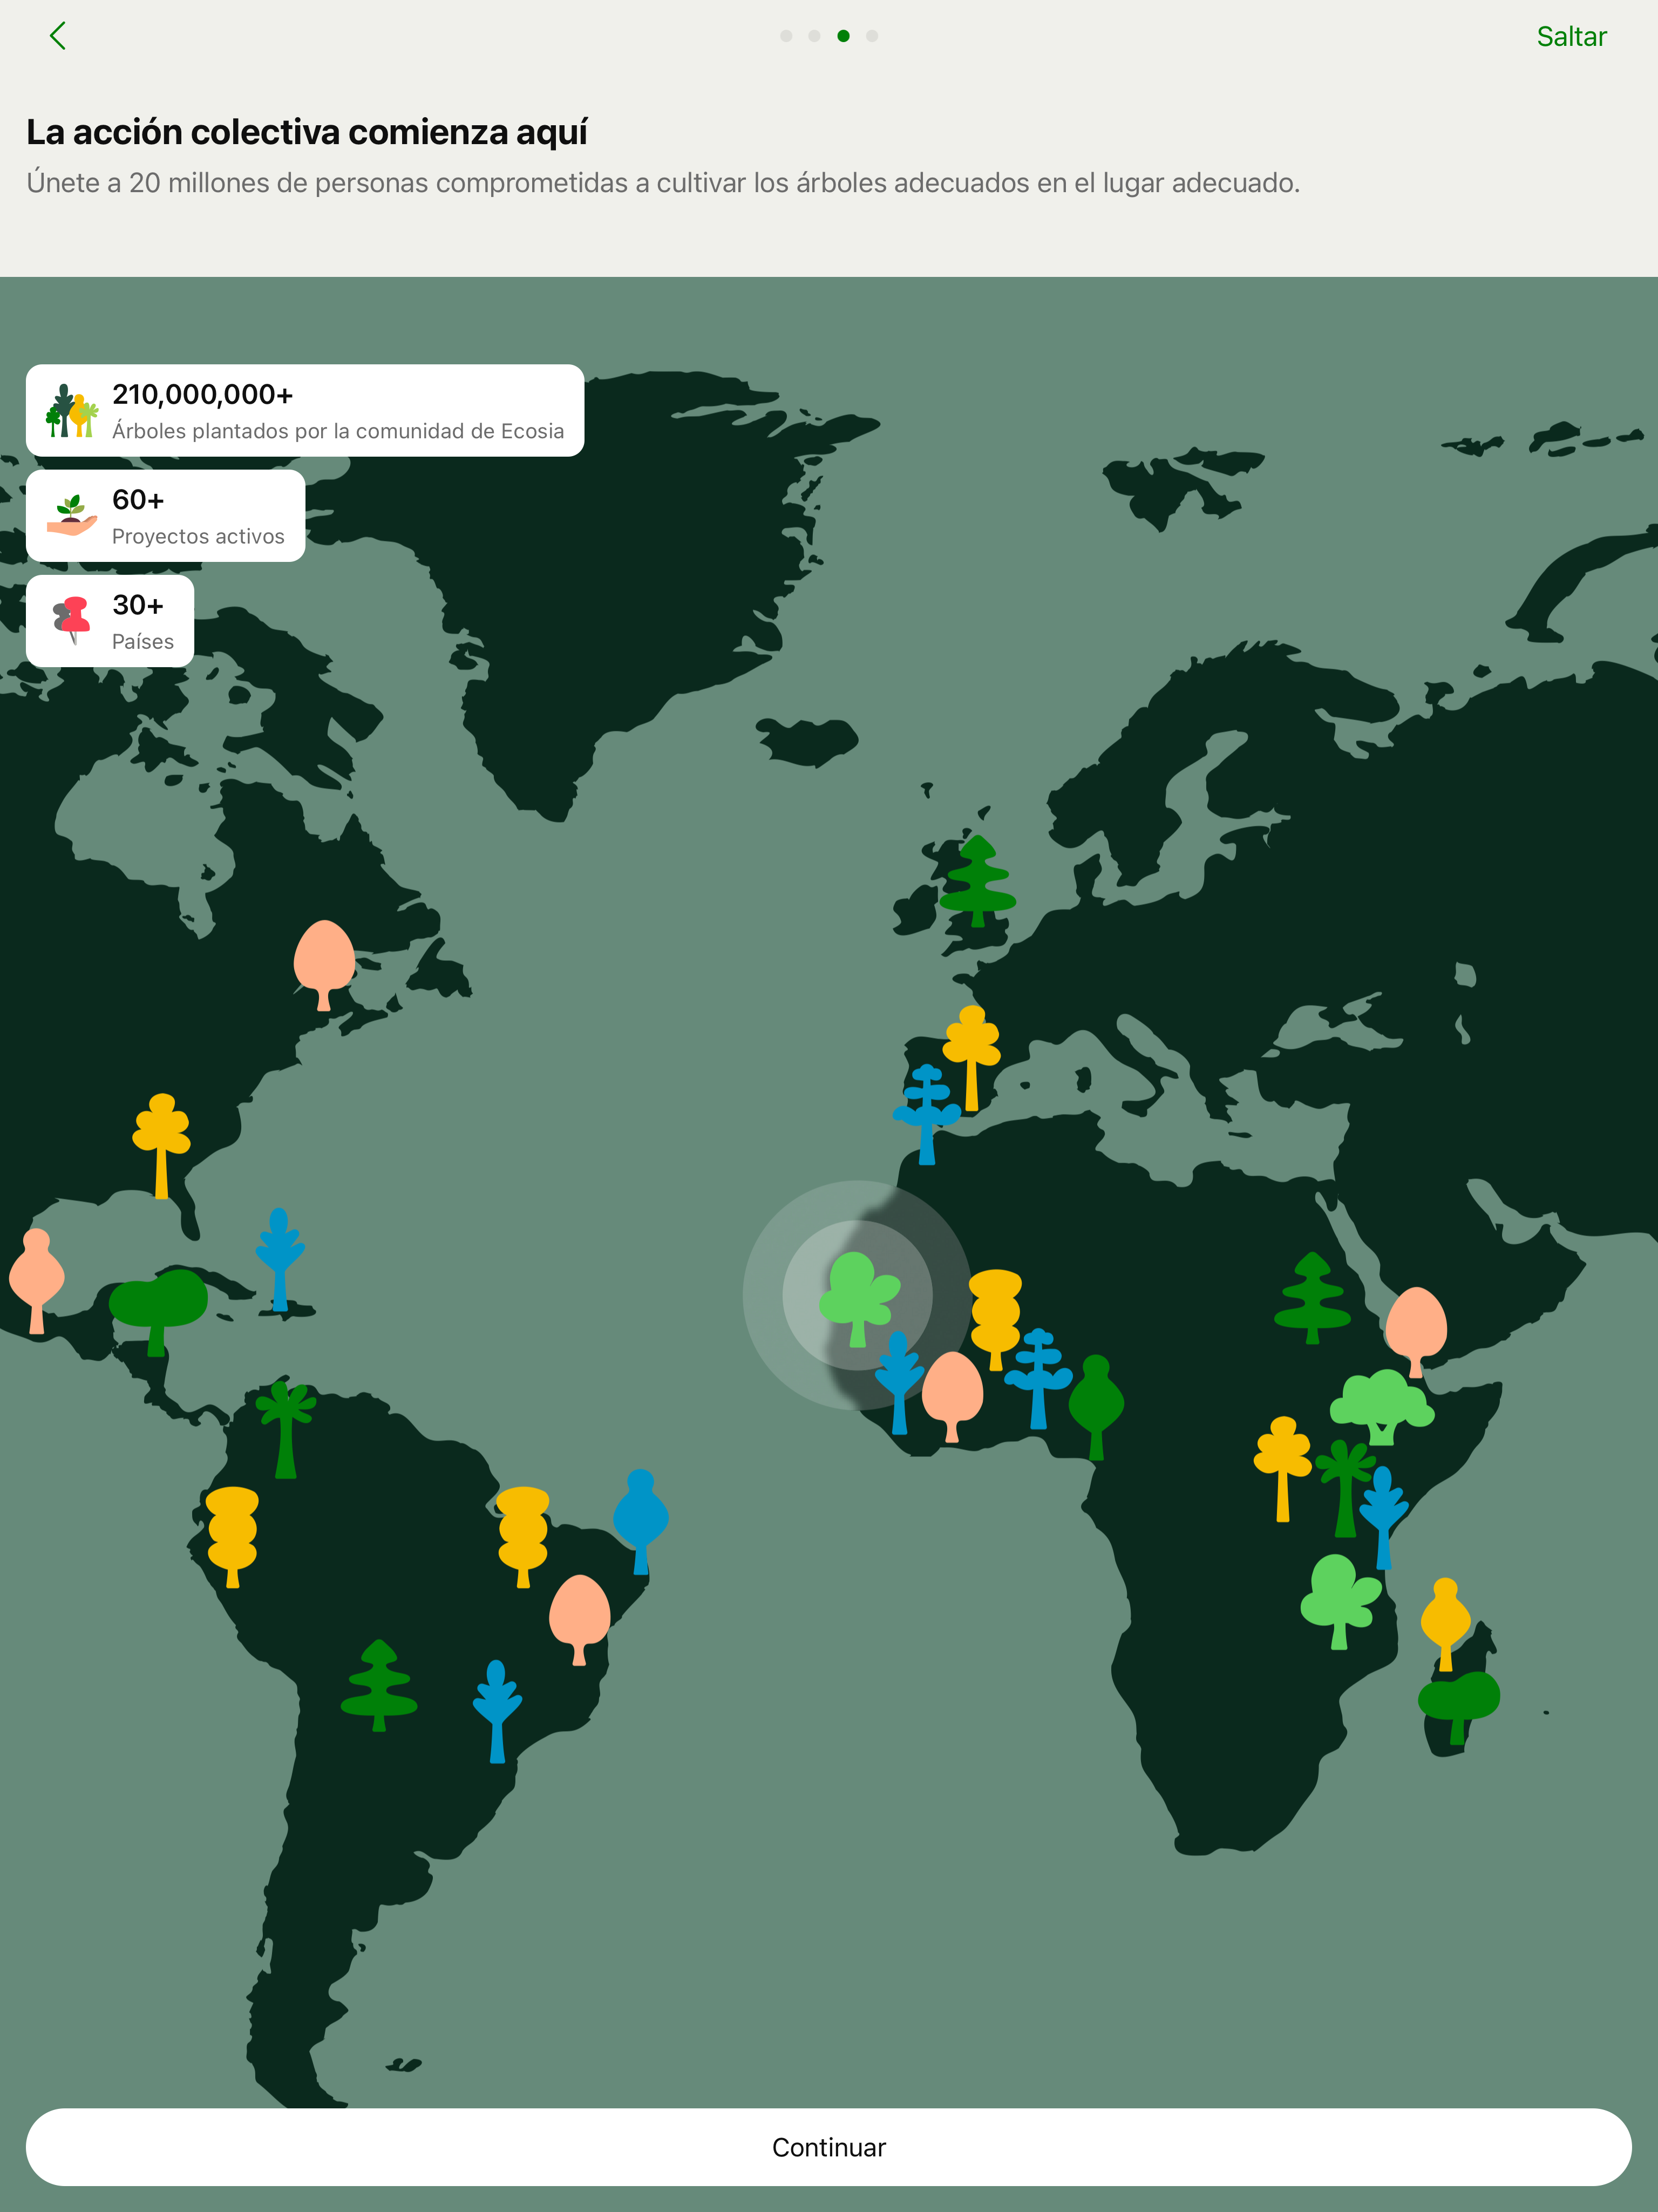 Saltar
La acción colectiva comienza aquí
Únete a 20 millones de personas comprometidas a cultivar los árboles adecuados en el lugar adecuado.
210,000,000+
Árboles plantados por la comunidad de Ecosia
60+
Proyectos activos
30+
Países
Continuar